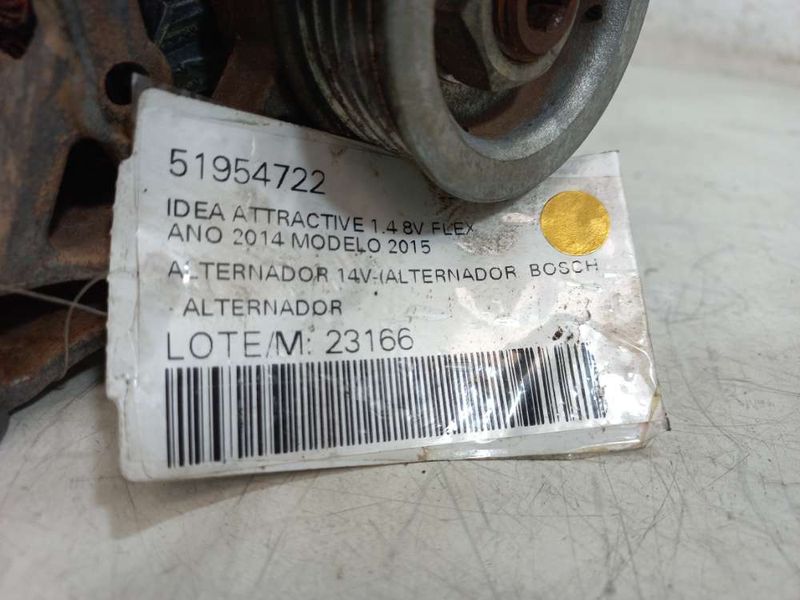 51954722
IDEA ATTRACTIVE 1.4 8V FLEX
ANO 2014 MODELO 2015
ALTERNADOR 14V-(ALTERNADOR BOSCH
- ALTERNADOR
LOTE/M: 23166